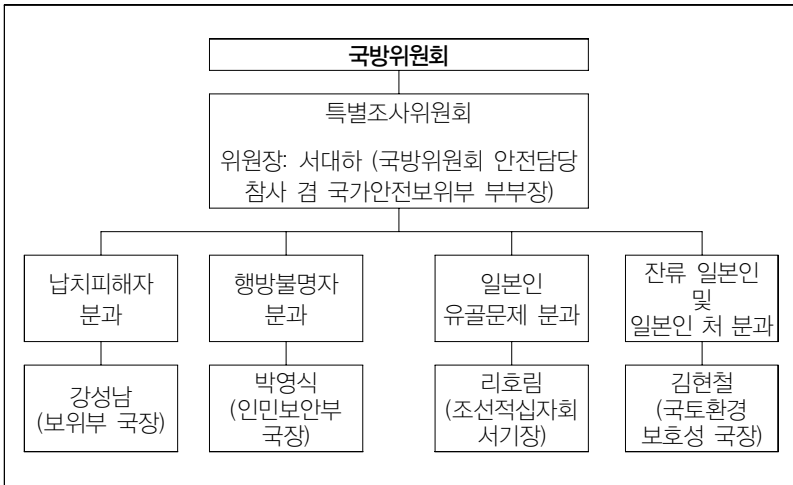 국방위원회
특별조사위원회
위원장: 서대하 (국방위원회 안전담당
참사 겸 국가안전보위부 부부장)
납치피해자
분과
행방불명자
분과
일본인
유골문제 분과
잔류 일본인
및
일본인 처 분과
강성남
(보위부 국장)
박영식
(인민보안부
국장)
리호림
(조선적십자회
서기장)
김현철
(국토환경
보호성 국장)